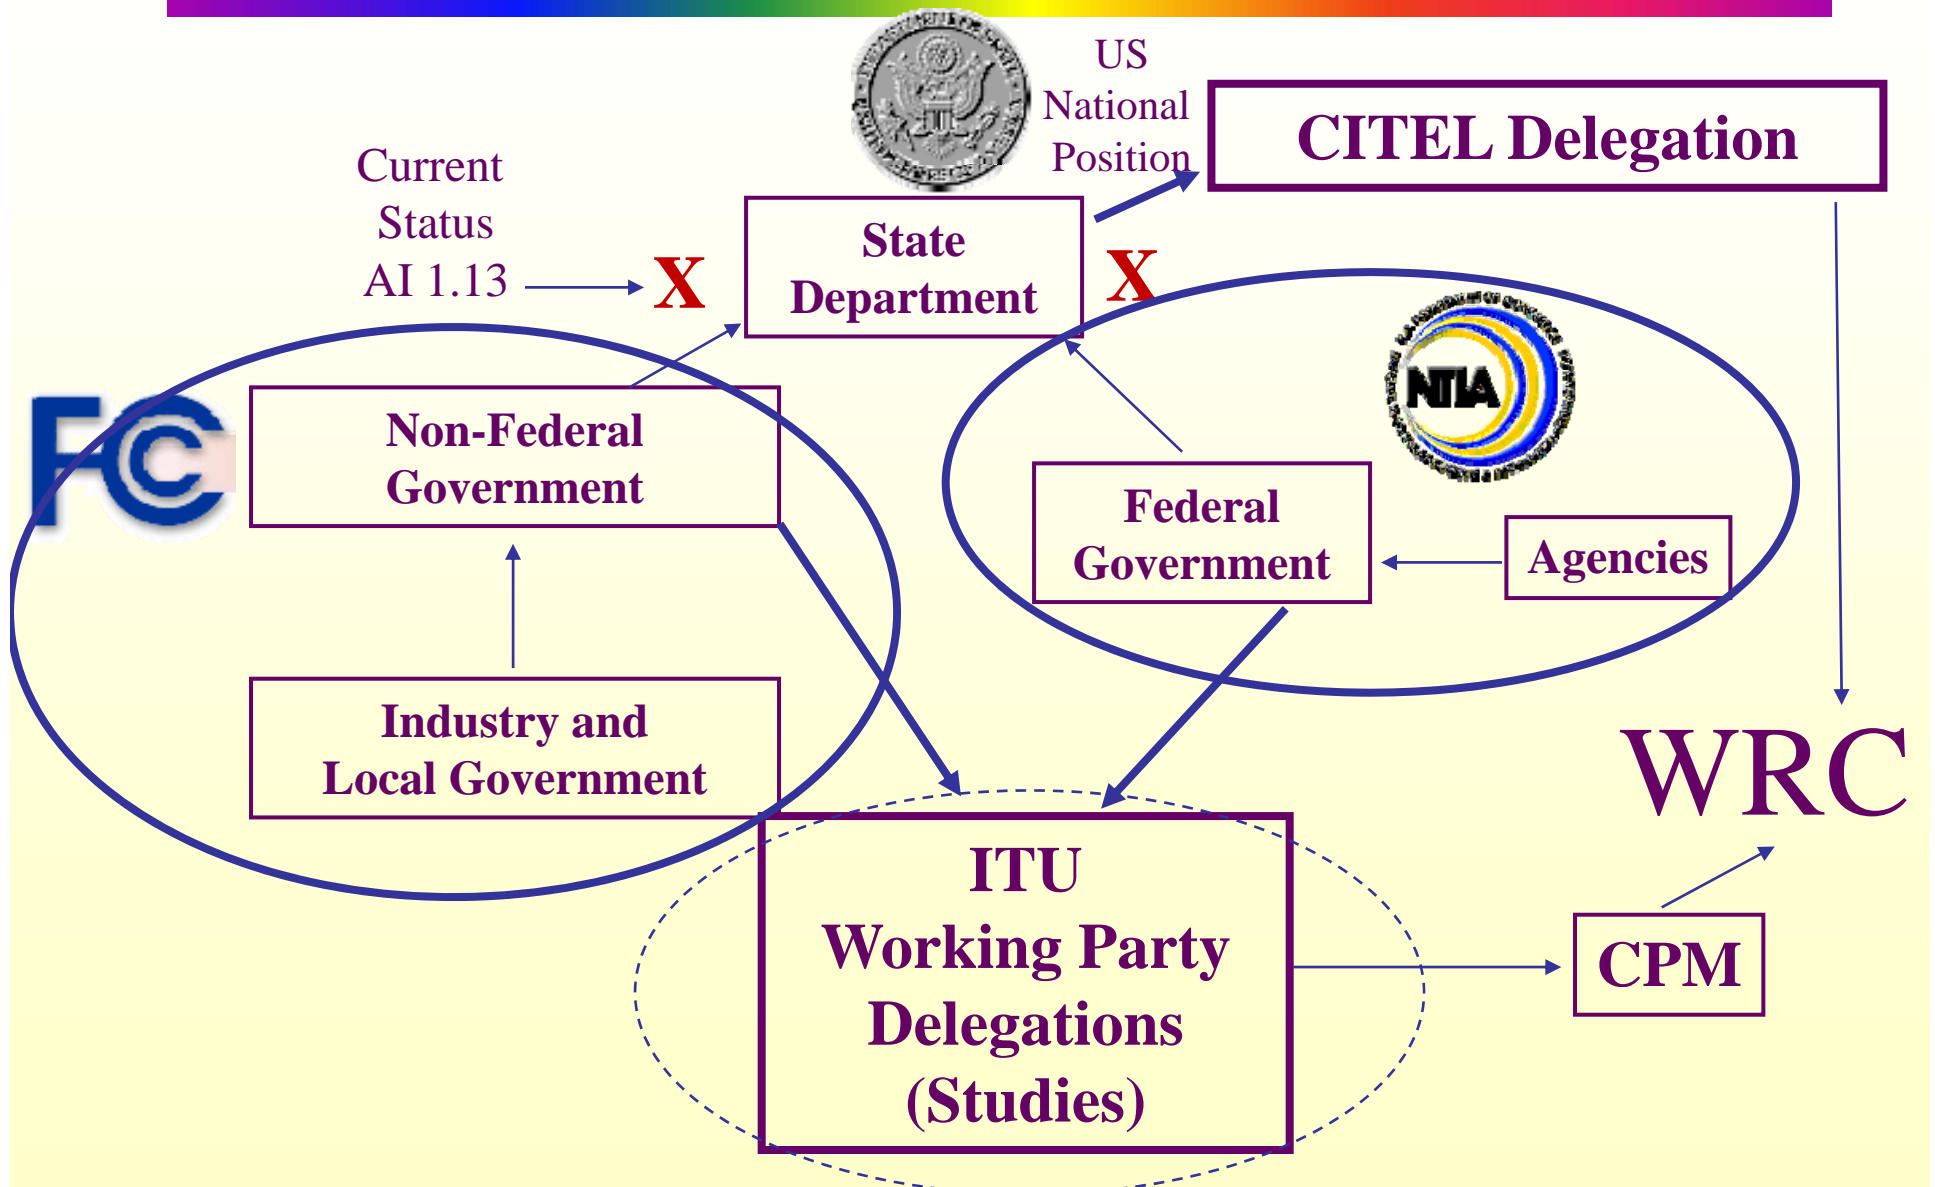 US
National
Position
CITEL Delegation
Current
Status
AI 1.13
X
State
Department
X
NTIA
FCC
Non-Federal
Government
Federal
Government
Agencies
Industry and
Local Government
WRC
ITU
Working Party
Delegations
(Studies)
CPM